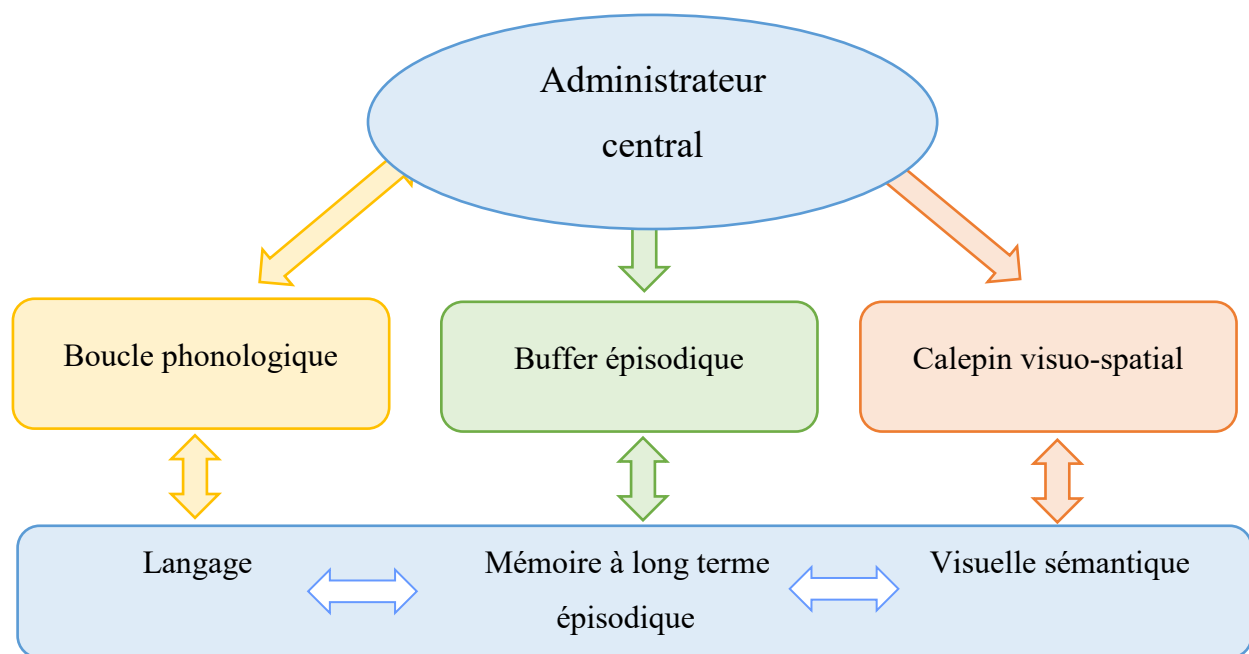 Administrateur
central
Boucle phonologique
Buffer épisodique
Calepin visuo-spatial
Langage
Mémoire à long terme
épisodique
Visuelle sémantique